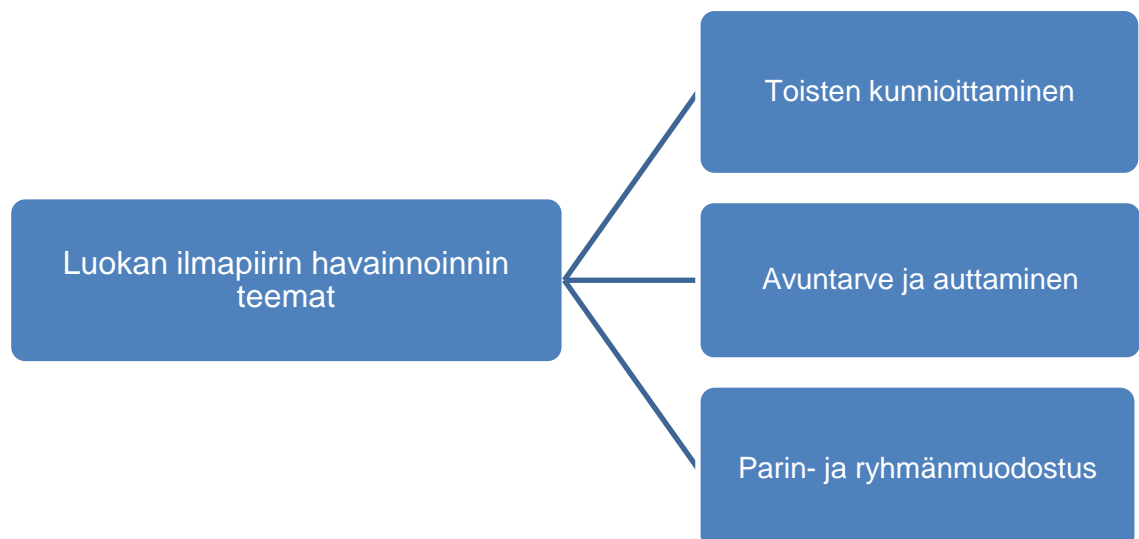 Toisten kunnioittaminen
Luokan ilmapiirin havainnoinnin
teemat
Avuntarve ja auttaminen
Parin- ja ryhmänmuodostus